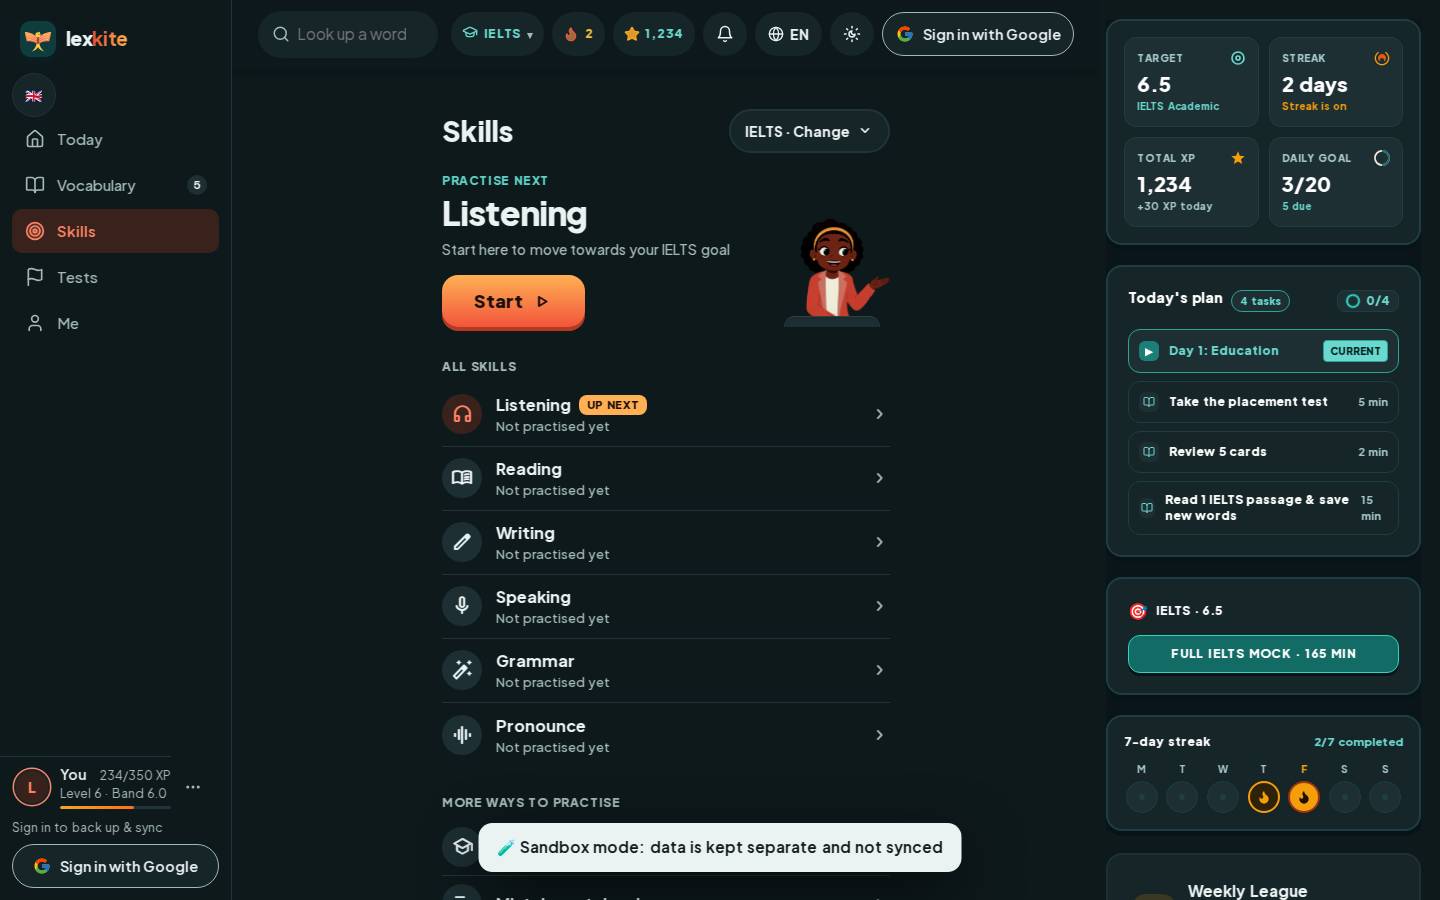 lexkite
Today
Vocabulary 5
Skills
Tests
Me
You 234/350 XP
Level 6 · Band 6.0
L
Sign in to back up & sync
Sign in with Google
Look up a word
IELTS
2
1,234
EN
Sign in with Google
Skills
IELTS · Change
PRACTISE NEXT
Listening
Start here to move towards your IELTS goal
Start
ALL SKILLS
Listening UP NEXT
Not practised yet
Reading
Not practised yet
Writing
Not practised yet
Speaking
Not practised yet
Grammar
Not practised yet
Pronounce
Not practised yet
MORE WAYS TO PRACTISE
Sandbox mode: data is kept separate and not synced
TARGET
6.5
IELTS Academic
STREAK
2 days
Streak is on
TOTAL XP
1,234
+30 XP today
DAILY GOAL
3/20
5 due
Today's plan 4 tasks 0/4
Day 1: Education CURRENT
Take the placement test 5 min
Review 5 cards 2 min
Read 1 IELTS passage & save 15
new words min
IELTS · 6.5
FULL IELTS MOCK · 165 MIN
7-day streak 2/7 completed
M T W T F S S
Weekly League